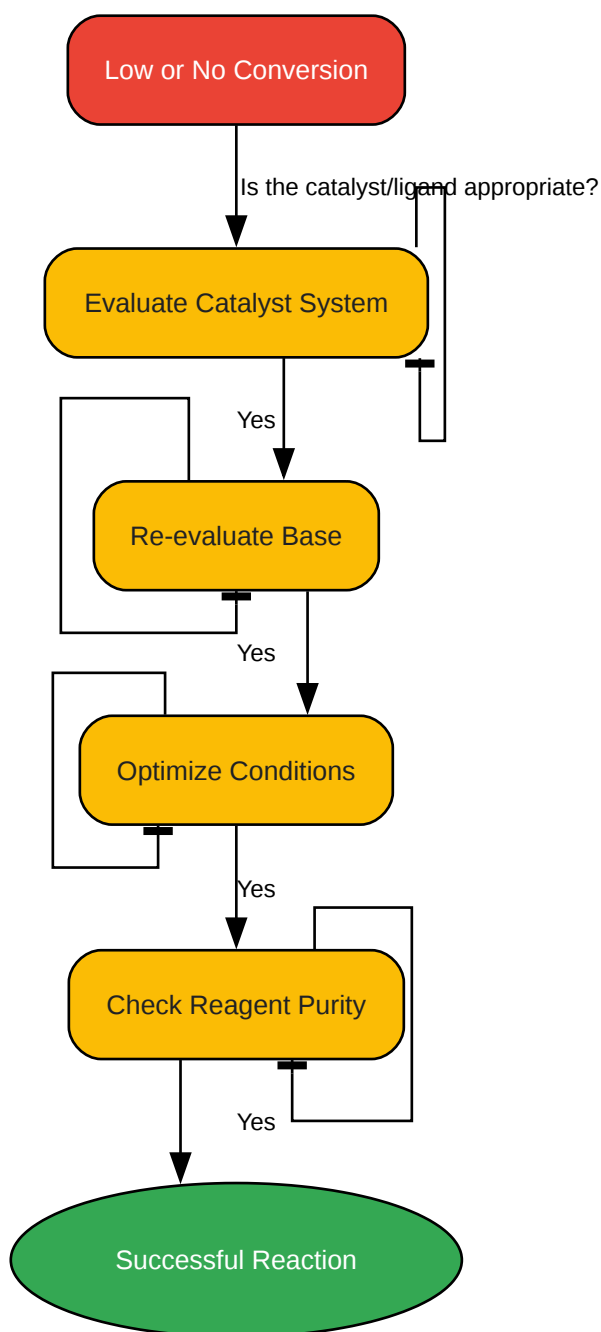 Low or No Conversion
Is the catalyst/ligand appropriate?
Evaluate Catalyst System
Yes
Re-evaluate Base
Yes
Optimize Conditions
Yes
Check Reagent Purity
Yes
Successful Reaction